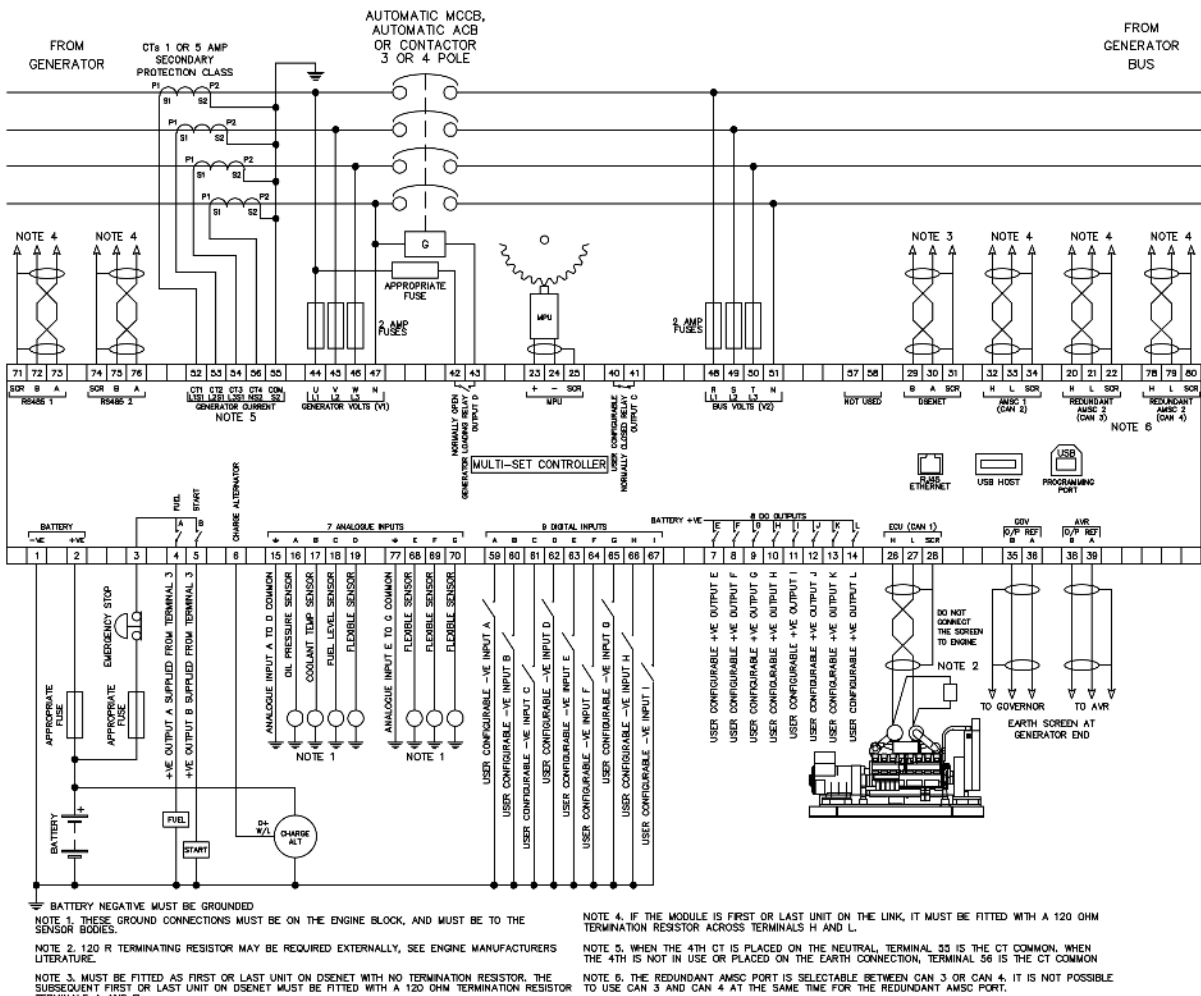 FROM
GENERATOR
CTs 1 OR 5 AMP
SECONDARY
PROTECTION CLASS
AUTOMATIC MCCB,
AUTOMATIC ACB
OR CONTACTOR
3 OR 4 POLE
FROM
GENERATOR
BUS
P1 P2
S1 S2
P1 P2
S1 S2
P1 P2
S1 S2
P1 P2
S1 S2
G
APPROPRIATE
FUSE
2 AMP
FUSES
MPU
2 AMP
FUSES
NOTE 4
NOTE 4
NOTE 3
NOTE 4
NOTE 4
NOTE 4
71 72 73 74 75 76 52 53 54 56 55 44 45 46 47 42 43 23 24 25 40 41 48 49 50 51 57 58 29 30 31 32 33 34 20 21 22 78 79 80
SCR B A
RS485 1
SCR B A
RS485 2
CT1 CT2 CT3 CT4 COM
L1S1 L2S1 L3S1 NS2 S2
GENERATOR CURRENT
NOTE 5
U V W N
L1 L2 L3
GENERATOR VOLTS (V1)
NORMALLY OPEN
GENERATOR LOADING RELAY
OUTPUT D
+ – SCR
MPU
USER CONFIGURABLE
NORMALLY CLOSED RELAY
OUTPUT C
R S T N
L1 L2 L3
BUS VOLTS (V2)
NOT USED
B A SCR
DSENET
H L SCR
AMSC 1
(CAN 2)
H L SCR
REDUNDANT
AMSC 2
(CAN 3)
H L SCR
REDUNDANT
AMSC 2
(CAN 4)
NOTE 6
MULTI-SET CONTROLLER
RJ45
ETHERNET
USB HOST
USB
PROGRAMMING
PORT
BATTERY
-VE +VE
FUEL
A
START
B
CHARGE ALTERNATOR
7 ANALOGUE INPUTS
A B C D E F G
9 DIGITAL INPUTS
A B C D E F G H I
BATTERY +VE
8 DC OUTPUTS
E F G H I J K L
ECU (CAN 1)
H L SCR
GOV
O/P REF
B A
AVR
O/P REF
B A
1 2 3 4 5 6 15 16 17 18 19 77 68 69 70 59 60 61 62 63 64 65 66 67 7 8 9 10 11 12 13 14 26 27 28 35 36 38 39
EMERGENCY STOP
APPROPRIATE
FUSE
APPROPRIATE
FUSE
+VE OUTPUT A SUPPLIED FROM TERMINAL 3
+VE OUTPUT B SUPPLIED FROM TERMINAL 3
ANALOGUE INPUT A TO D COMMON
OIL PRESSURE SENSOR
COOLANT TEMP SENSOR
FUEL LEVEL SENSOR
FLEXIBLE SENSOR
NOTE 1
ANALOGUE INPUT E TO G COMMON
FLEXIBLE SENSOR
FLEXIBLE SENSOR
FLEXIBLE SENSOR
NOTE 1
USER CONFIGURABLE -VE INPUT A
USER CONFIGURABLE -VE INPUT B
USER CONFIGURABLE -VE INPUT C
USER CONFIGURABLE -VE INPUT D
USER CONFIGURABLE -VE INPUT E
USER CONFIGURABLE -VE INPUT F
USER CONFIGURABLE -VE INPUT G
USER CONFIGURABLE -VE INPUT H
USER CONFIGURABLE -VE INPUT I
USER CONFIGURABLE +VE OUTPUT E
USER CONFIGURABLE +VE OUTPUT F
USER CONFIGURABLE +VE OUTPUT G
USER CONFIGURABLE +VE OUTPUT H
USER CONFIGURABLE +VE OUTPUT I
USER CONFIGURABLE +VE OUTPUT J
USER CONFIGURABLE +VE OUTPUT K
USER CONFIGURABLE +VE OUTPUT L
DO NOT
CONNECT
THE SCREEN
TO ENGINE
NOTE 2
TO GOVERNOR
TO AVR
EARTH SCREEN AT
GENERATOR END
BATTERY
+
FUEL
START
D+
W/L
CHARGE
ALT
BATTERY NEGATIVE MUST BE GROUNDED
NOTE 1. THESE GROUND CONNECTIONS MUST BE ON THE ENGINE BLOCK, AND MUST BE TO THE
SENSOR BODIES.
NOTE 2. 120 R TERMINATING RESISTOR MAY BE REQUIRED EXTERNALLY, SEE ENGINE MANUFACTURERS
LITERATURE.
NOTE 3. MUST BE FITTED AS FIRST OR LAST UNIT ON DSENET WITH NO TERMINATION RESISTOR. THE
SUBSEQUENT FIRST OR LAST UNIT ON DSENET MUST BE FITTED WITH A 120 OHM TERMINATION RESISTOR
NOTE 4. IF THE MODULE IS FIRST OR LAST UNIT ON THE LINK, IT MUST BE FITTED WITH A 120 OHM
TERMINATION RESISTOR ACROSS TERMINALS H AND L.
NOTE 5. WHEN THE 4TH CT IS PLACED ON THE NEUTRAL, TERMINAL 55 IS THE CT COMMON. WHEN
THE 4TH IS NOT IN USE OR PLACED ON THE EARTH CONNECTION, TERMINAL 56 IS THE CT COMMON
NOTE 6. THE REDUNDANT AMSC PORT IS SELECTABLE BETWEEN CAN 3 OR CAN 4. IT IS NOT POSSIBLE
TO USE CAN 3 AND CAN 4 AT THE SAME TIME FOR THE REDUNDANT AMSC PORT.